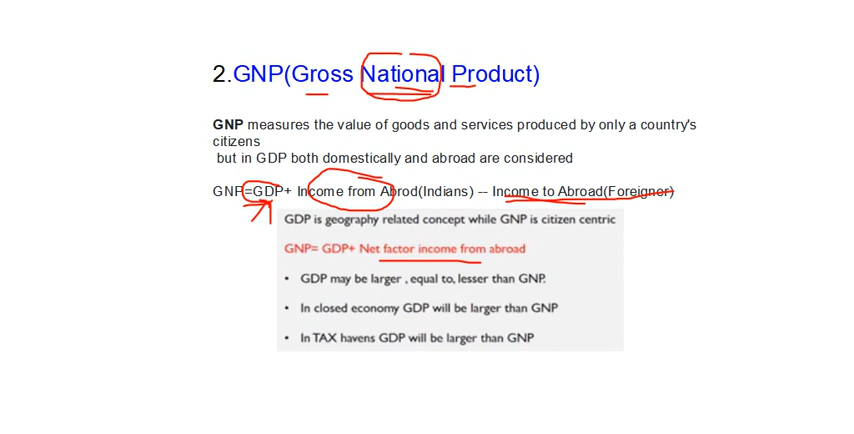 2.GNP(Gross National Product)
GNP measures the value of goods and services produced by only a country's
citizens
but in GDP both domestically and abroad are considered
GNP=GDP+ Income from Abrod(Indians) -- Income to Abroad(Foreigner)
GDP is geography related concept while GNP is citizen centric
GNP= GDP+ Net factor income from abroad
• GDP may be larger , equal to, lesser than GNP.
• In closed economy GDP will be larger than GNP
• In TAX havens GDP will be larger than GNP